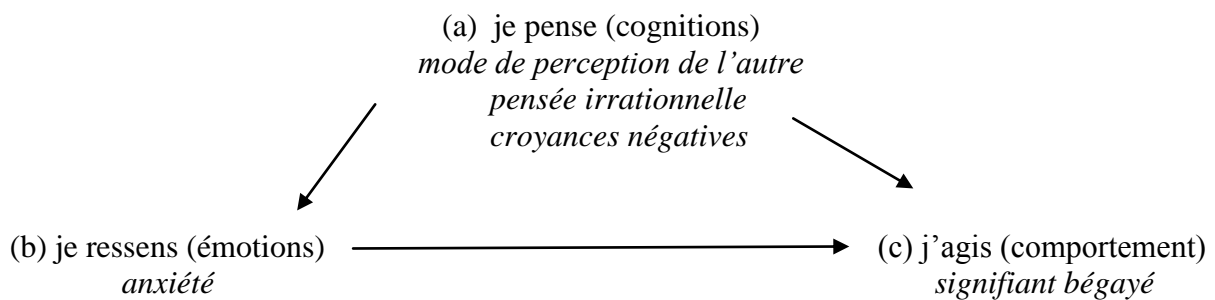 (a) je pense (cognitions)
mode de perception de l’autre
pensée irrationnelle
croyances négatives
(b) je ressens (émotions)
anxiété
(c) j’agis (comportement)
signifiant bégayé